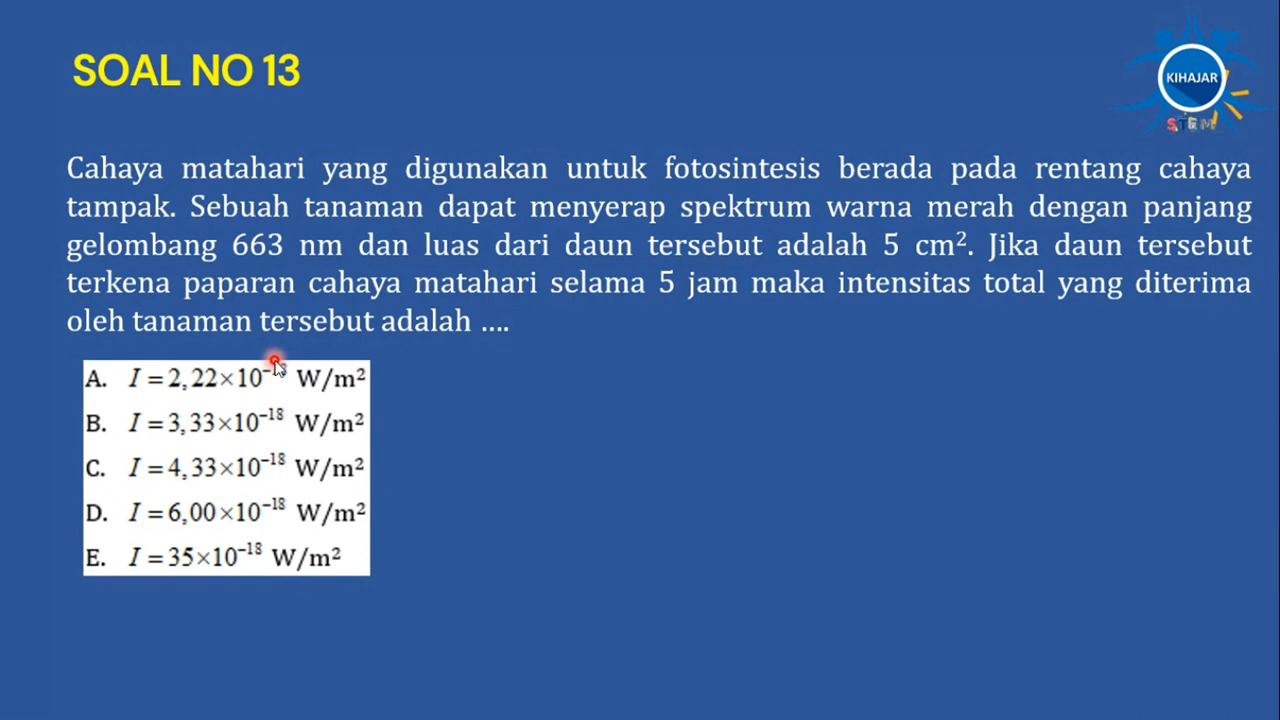 SOAL NO 13
KIHAJAR
STEM
Cahaya matahari yang digunakan untuk fotosintesis berada pada rentang cahaya
tampak. Sebuah tanaman dapat menyerap spektrum warna merah dengan panjang
gelombang 663 nm dan luas dari daun tersebut adalah 5 cm². Jika daun tersebut
terkena paparan cahaya matahari selama 5 jam maka intensitas total yang diterima
oleh tanaman tersebut adalah ....
A. I = 2,22×10⁻¹⁸ W/m²
B. I = 3,33×10⁻¹⁸ W/m²
C. I = 4,33×10⁻¹⁸ W/m²
D. I = 6,00×10⁻¹⁸ W/m²
E. I = 35×10⁻¹⁸ W/m²